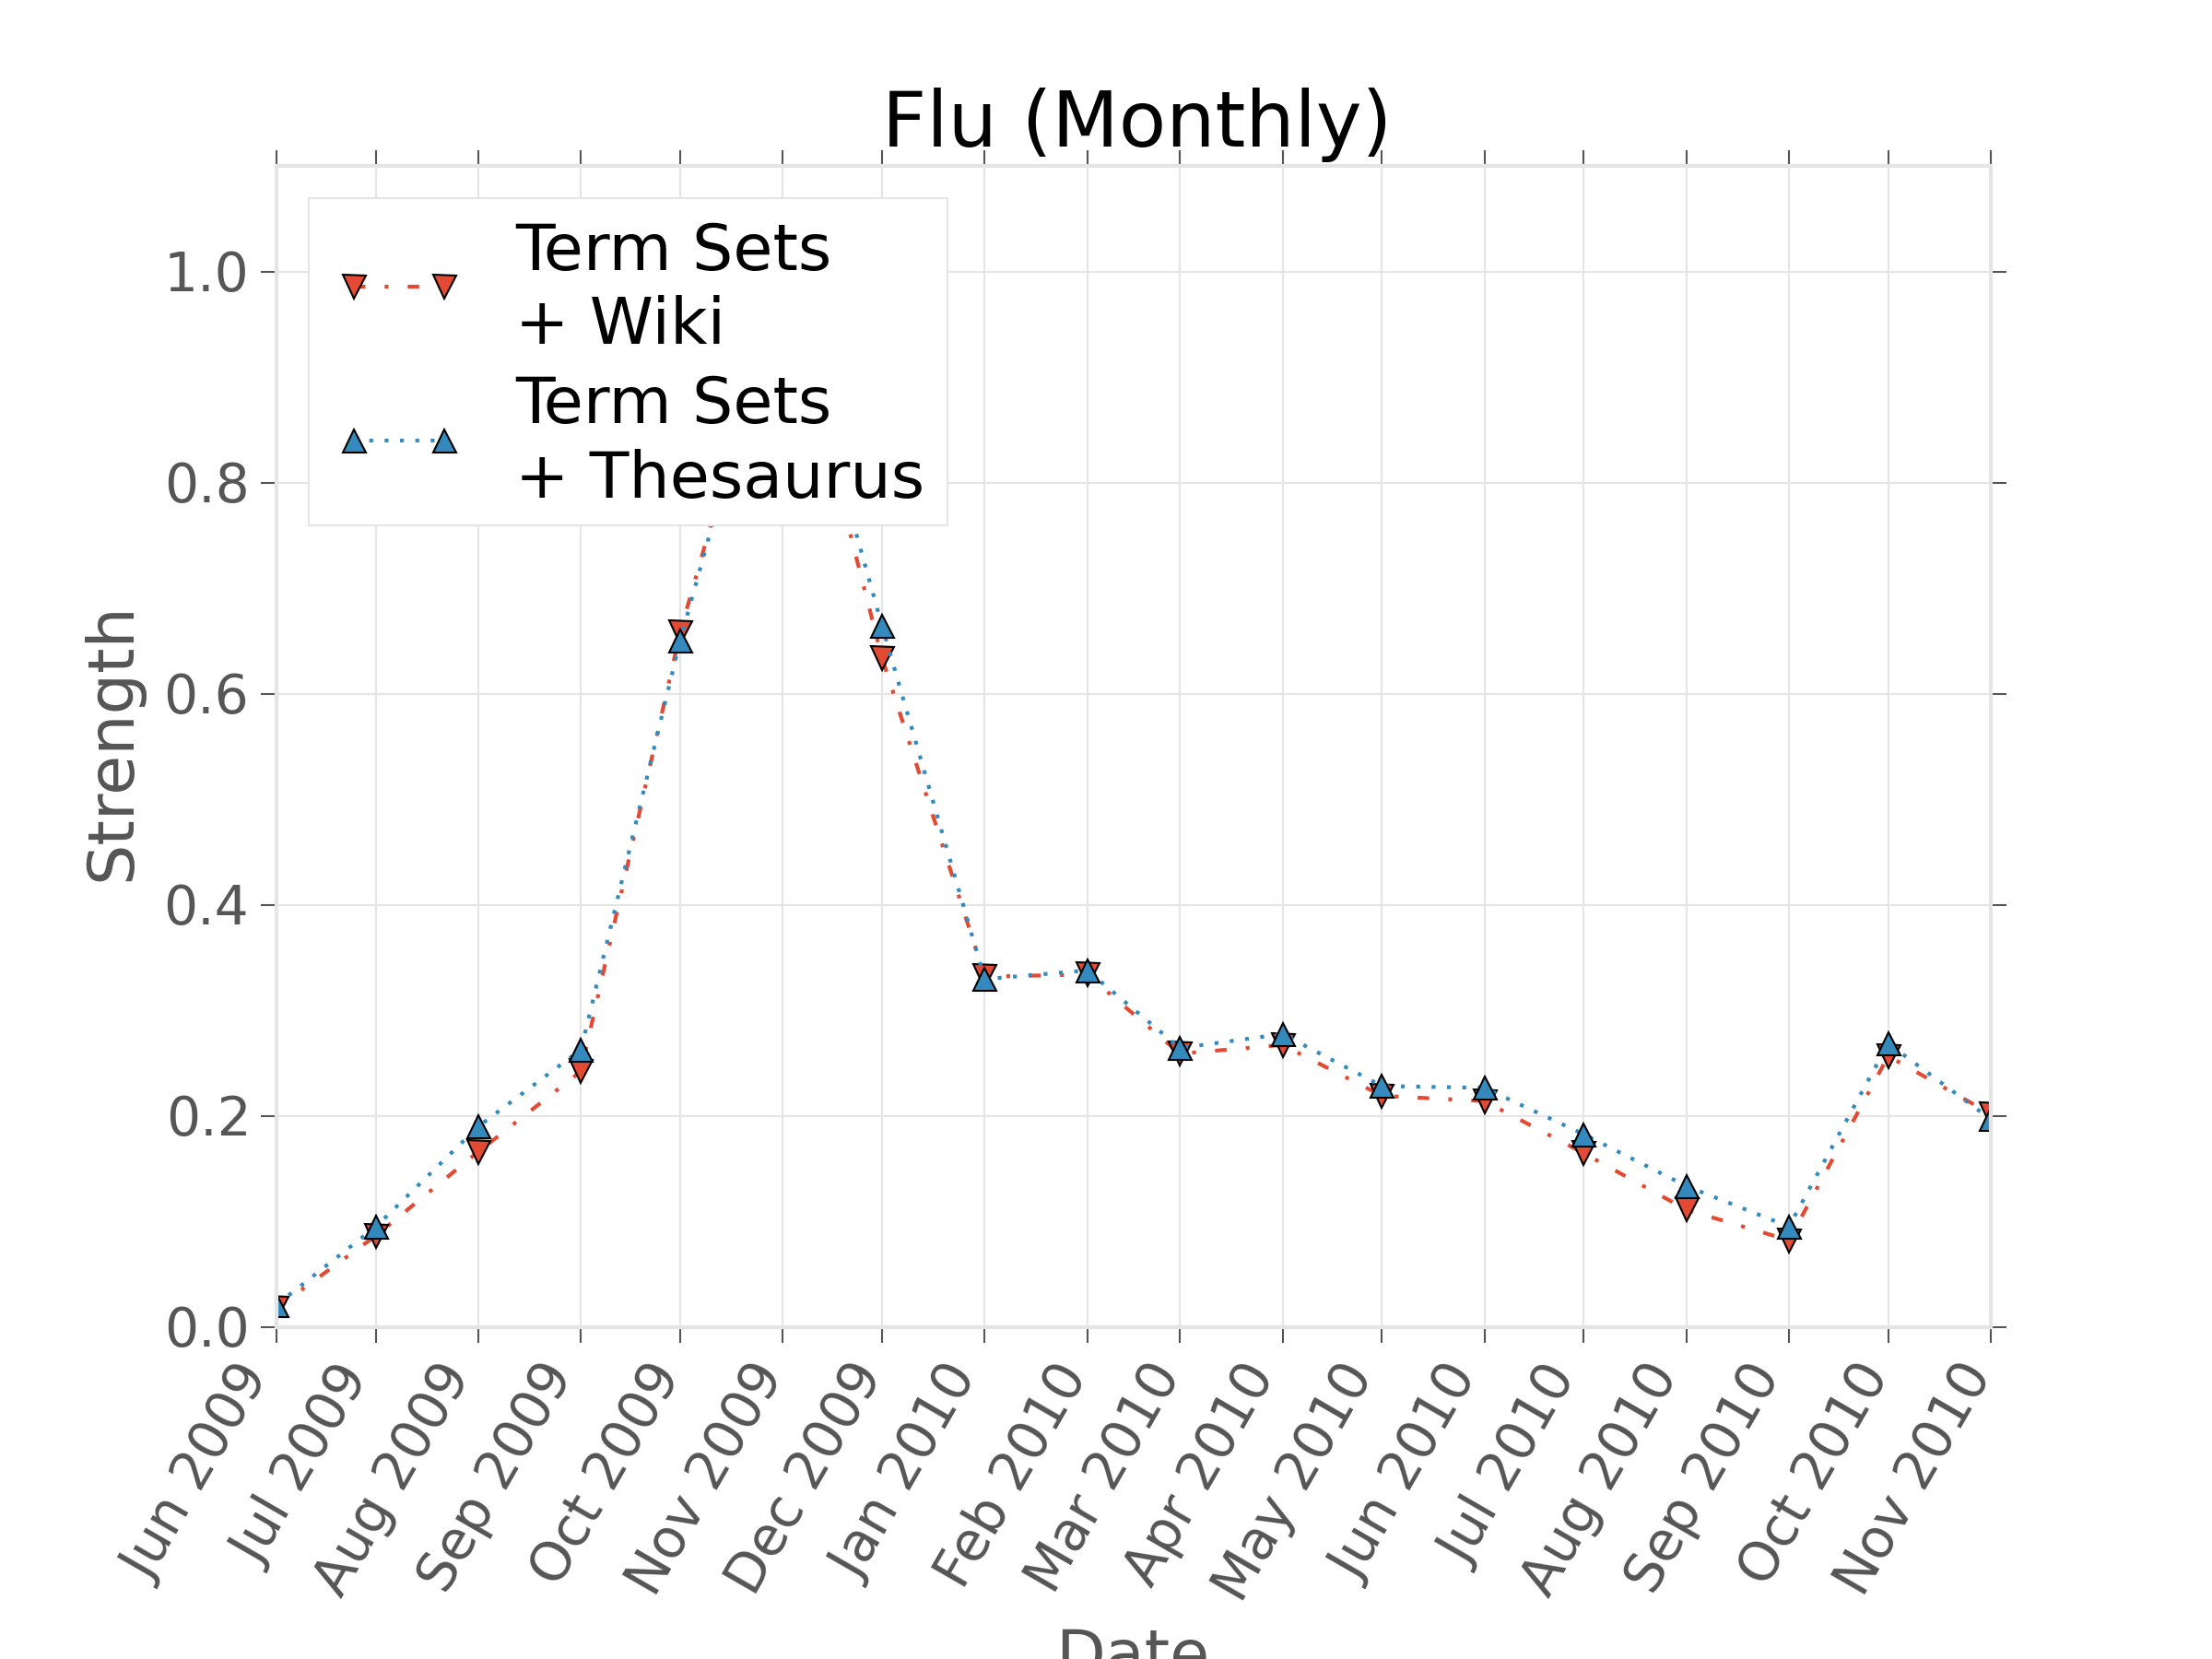 Flu (Monthly)
Term Sets
+ Wiki
Term Sets
+ Thesaurus
1.0
0.8
0.6
0.4
0.2
0.0
Strength
Jun 2009
Jul 2009
Aug 2009
Sep 2009
Oct 2009
Nov 2009
Dec 2009
Jan 2010
Feb 2010
Mar 2010
Apr 2010
May 2010
Jun 2010
Jul 2010
Aug 2010
Sep 2010
Oct 2010
Nov 2010
Date